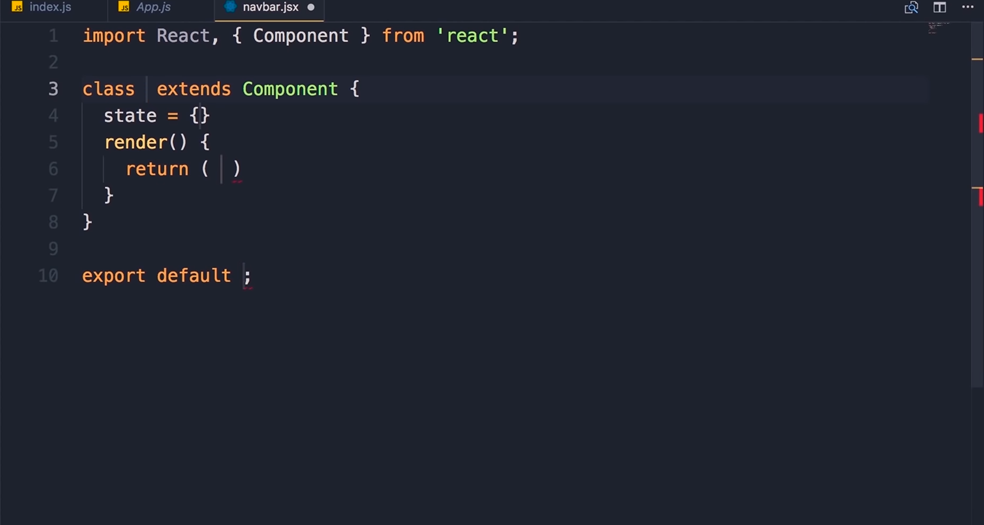 index.js App.js navbar.jsx
1 import React, { Component } from 'react';
2
3 class extends Component {
4 state = {}
5 render() {
6 return ( )
7 }
8 }
9
10 export default ;